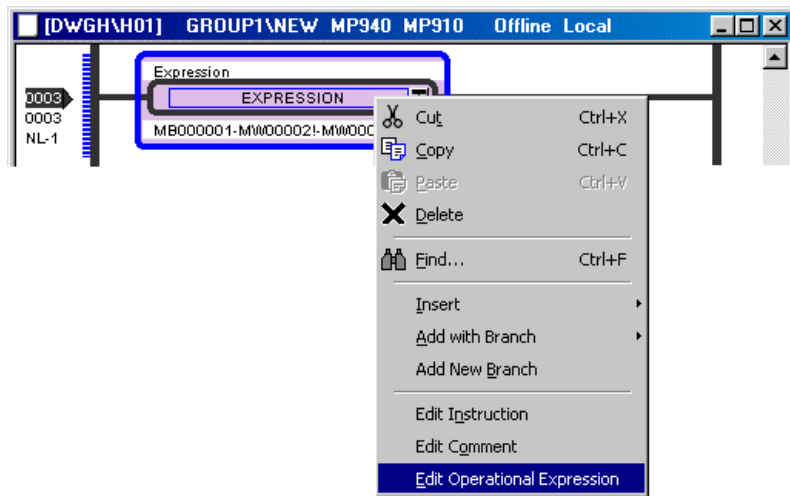 [DWGH\H01] GROUP1\NEW MP940 MP910 Offline Local
Expression
0003
EXPRESSION
0003
NL-1
MB000001-MW00002!-MW000
Cut Ctrl+X
Copy Ctrl+C
Paste Ctrl+V
Delete
Find... Ctrl+F
Insert
Add with Branch
Add New Branch
Edit Instruction
Edit Comment
Edit Operational Expression